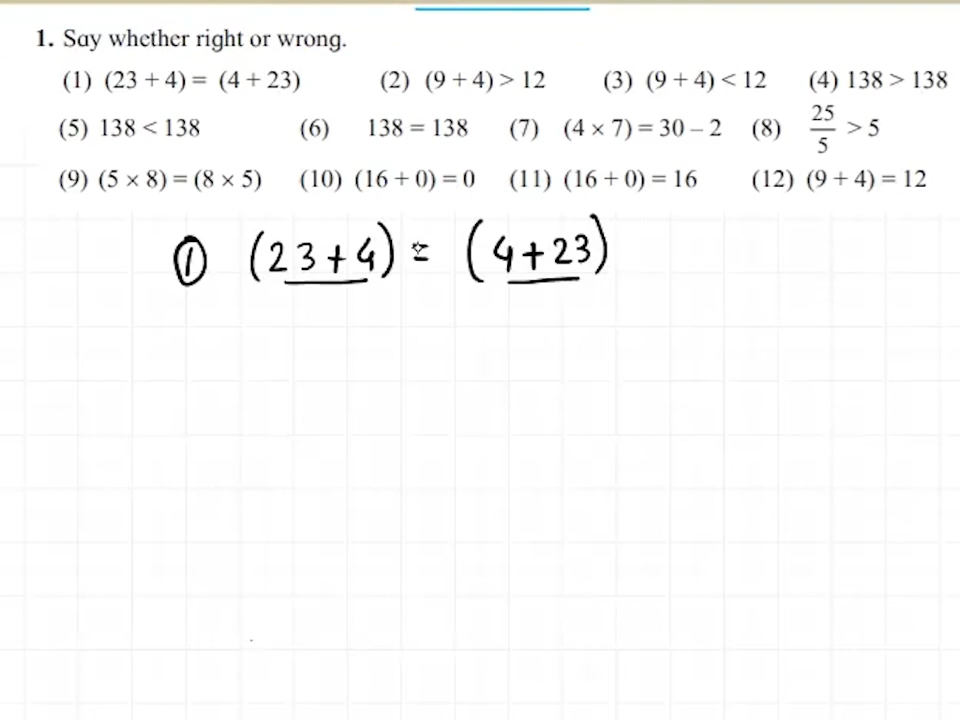 1. Say whether right or wrong.
(1) (23 + 4) = (4 + 23) (2) (9 + 4) > 12 (3) (9 + 4) < 12 (4) 138 > 138
(5) 138 < 138 (6) 138 = 138 (7) (4 × 7) = 30 – 2 (8) 25/5 > 5
(9) (5 × 8) = (8 × 5) (10) (16 + 0) = 0 (11) (16 + 0) = 16 (12) (9 + 4) = 12
① (23+4) = (4+23)